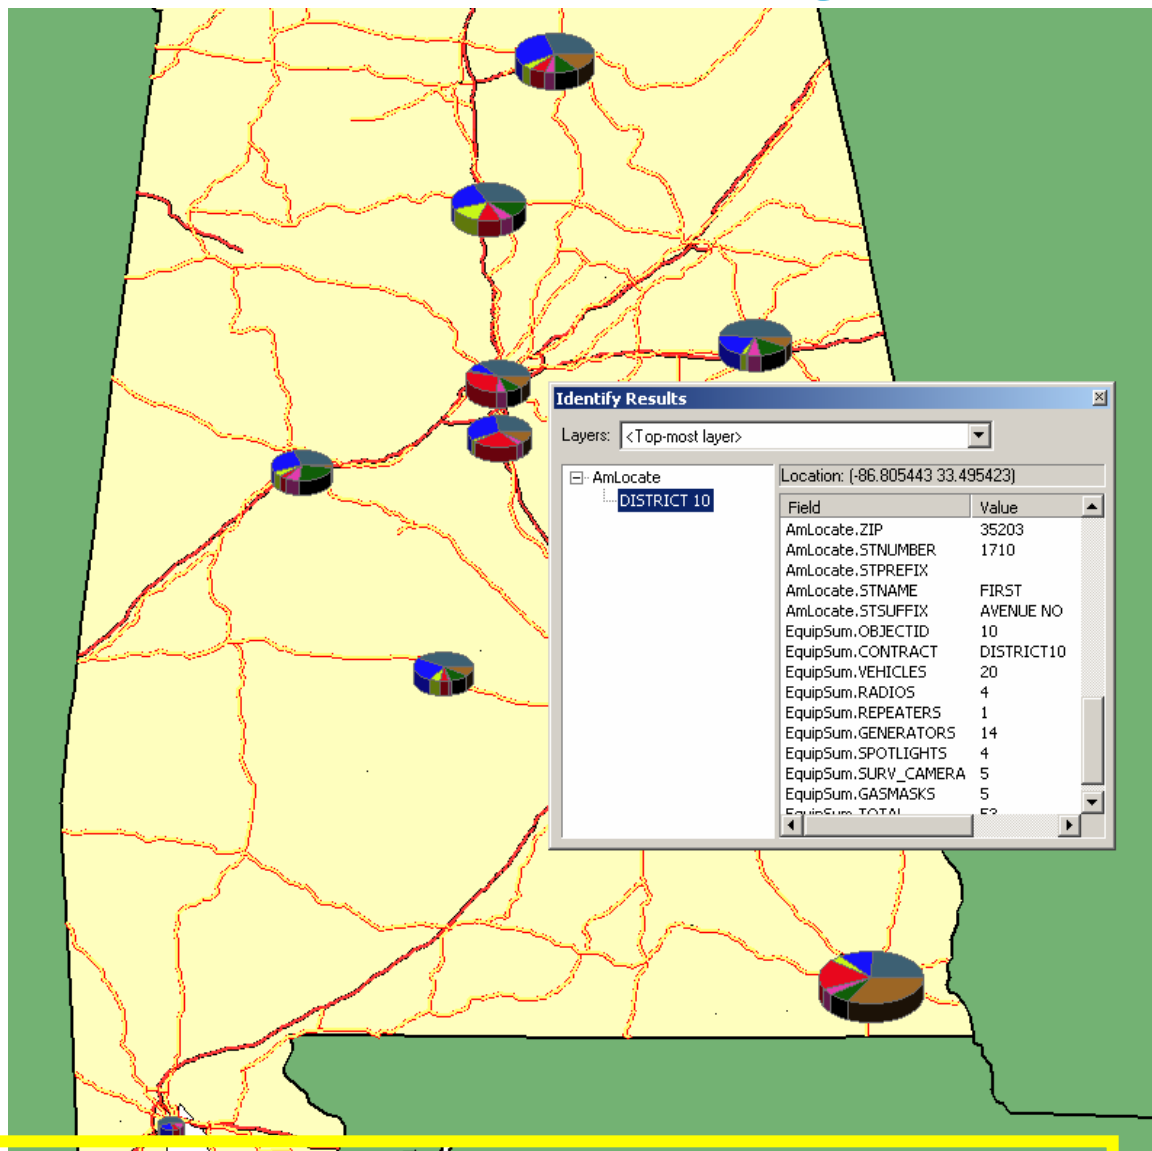 Identify Results
Layers: <Top-most layer>
AmLocate
DISTRICT 10
Location: (-86.805443 33.495423)
Field Value
AmLocate.ZIP 35203
AmLocate.STNUMBER 1710
AmLocate.STPREFIX
AmLocate.STNAME FIRST
AmLocate.STSUFFIX AVENUE NO
EquipSum.OBJECTID 10
EquipSum.CONTRACT DISTRICT10
EquipSum.VEHICLES 20
EquipSum.RADIOS 4
EquipSum.REPEATERS 1
EquipSum.GENERATORS 14
EquipSum.SPOTLIGHTS 4
EquipSum.SURV_CAMERA 5
EquipSum.GASMASKS 5
EquipSum.TOTAL 53